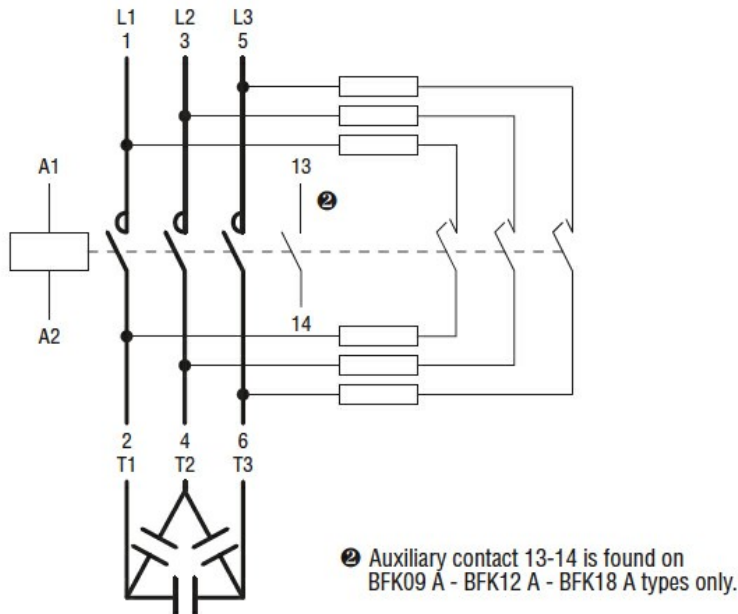 L1 L2 L3
1 3 5
A1
13
❷
14
A2
2 4 6
T1 T2 T3
❷ Auxiliary contact 13-14 is found on
BFK09 A - BFK12 A - BFK18 A types only.